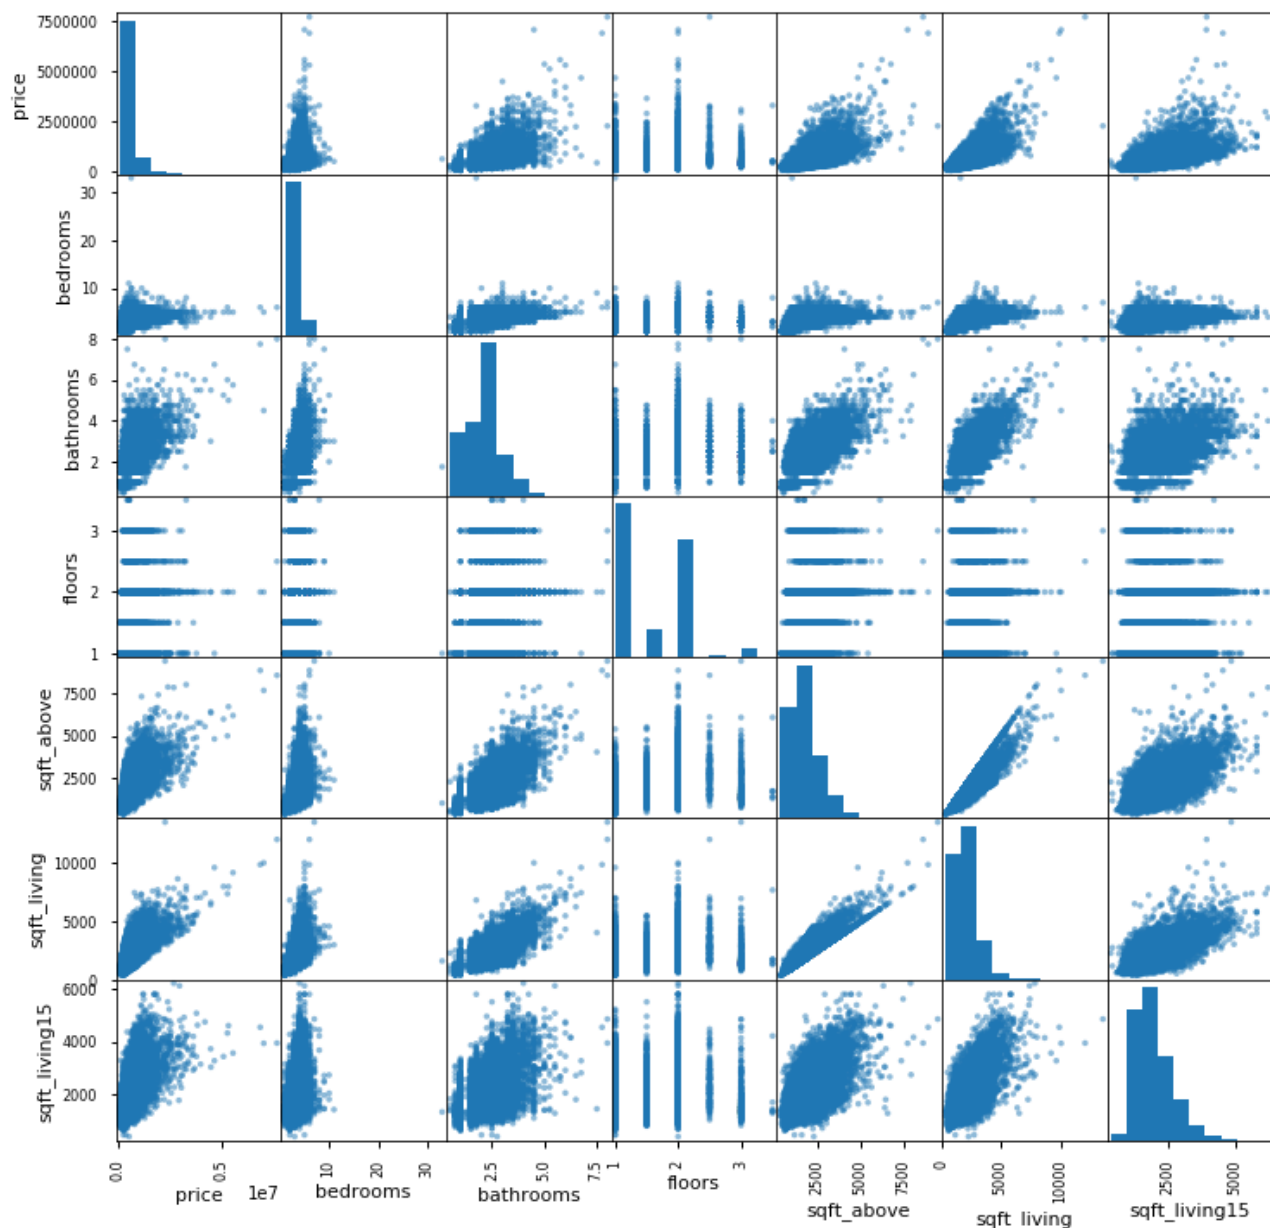 7500000
5000000
2500000
0
price
30
20
10
0
bedrooms
8
6
4
2
bathrooms
3
2
1
floors
7500
5000
2500
sqft_above
10000
5000
0
sqft_living
6000
4000
2000
sqft_living15
0.0 0.5 0 10 20 30 2.5 5.0 7.5 1 2 3 2500 5000 7500 0 5000 10000 2500 5000
price 1e7 bedrooms bathrooms floors sqft_above sqft_living sqft_living15